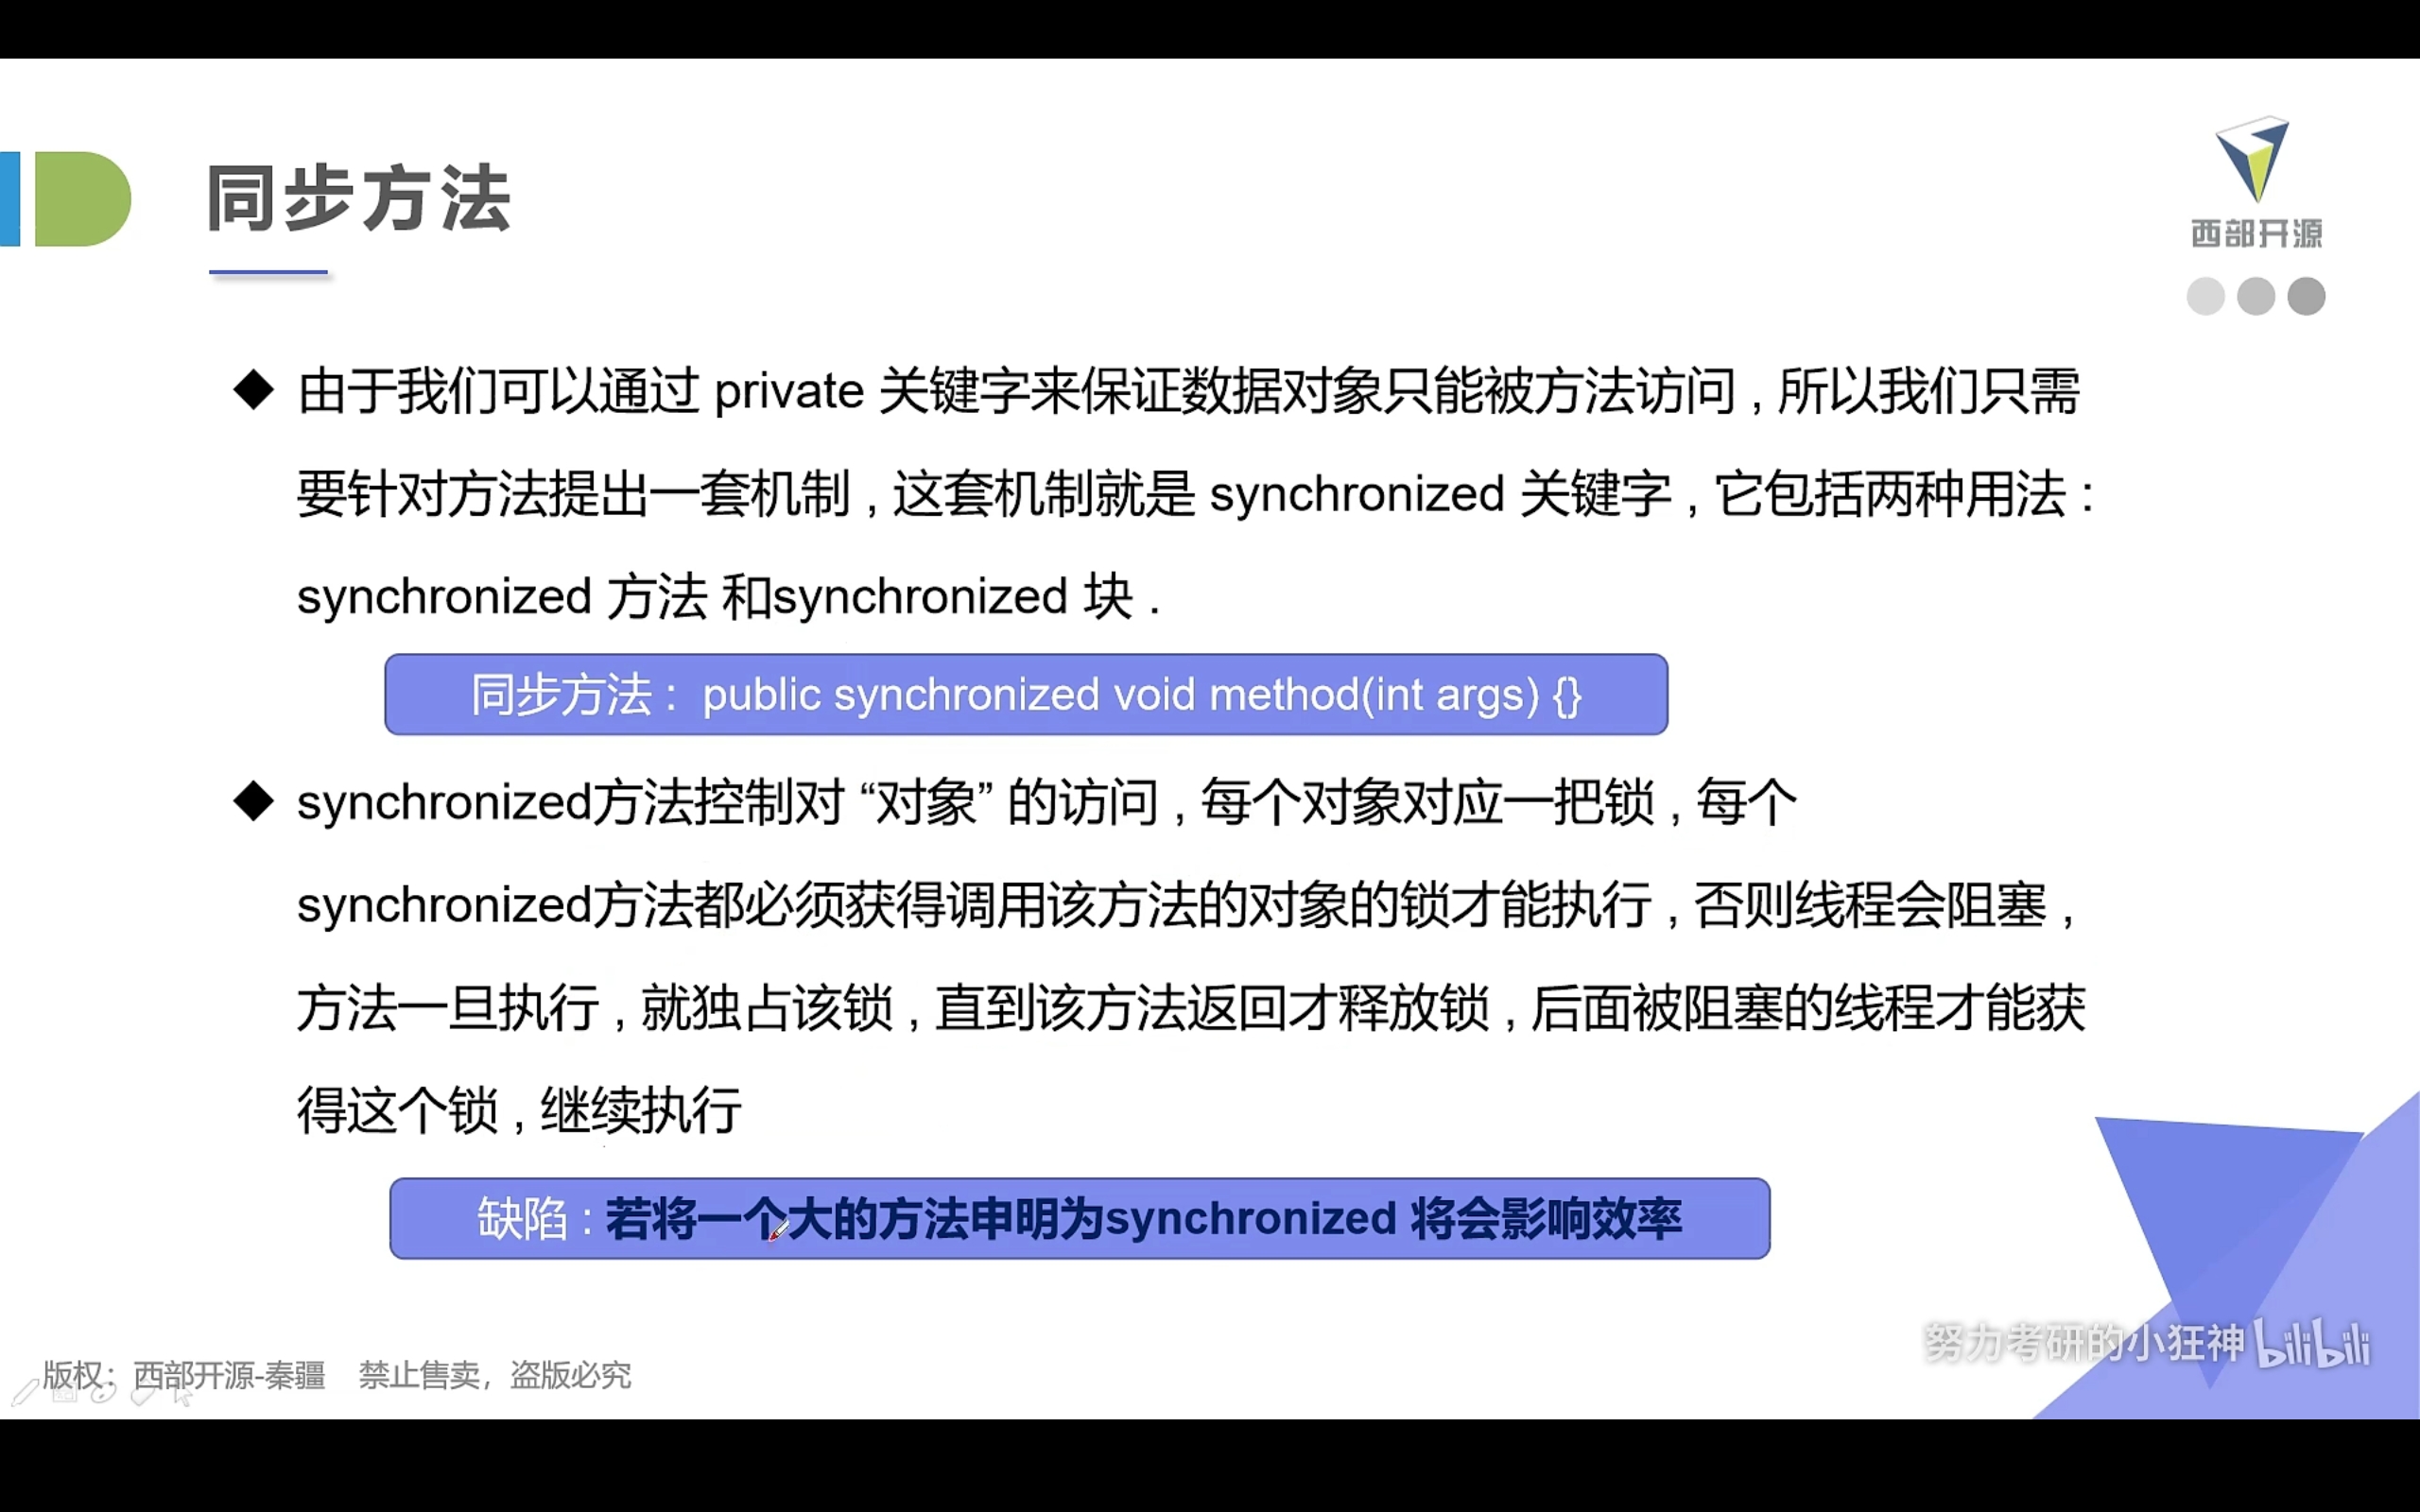 同步方法
西部开源
由于我们可以通过 private 关键字来保证数据对象只能被方法访问 , 所以我们只需
要针对方法提出一套机制 , 这套机制就是 synchronized 关键字 , 它包括两种用法 :
synchronized 方法 和synchronized 块 .
同步方法 : public synchronized void method(int args) {}
synchronized方法控制对 “对象” 的访问 , 每个对象对应一把锁 , 每个
synchronized方法都必须获得调用该方法的对象的锁才能执行 , 否则线程会阻塞 ,
方法一旦执行 , 就独占该锁 , 直到该方法返回才释放锁 , 后面被阻塞的线程才能获
得这个锁 , 继续执行
缺陷 : 若将一个大的方法申明为synchronized 将会影响效率
努力考研的小狂神 bilibili
版权：西部开源-秦疆 禁止售卖，盗版必究